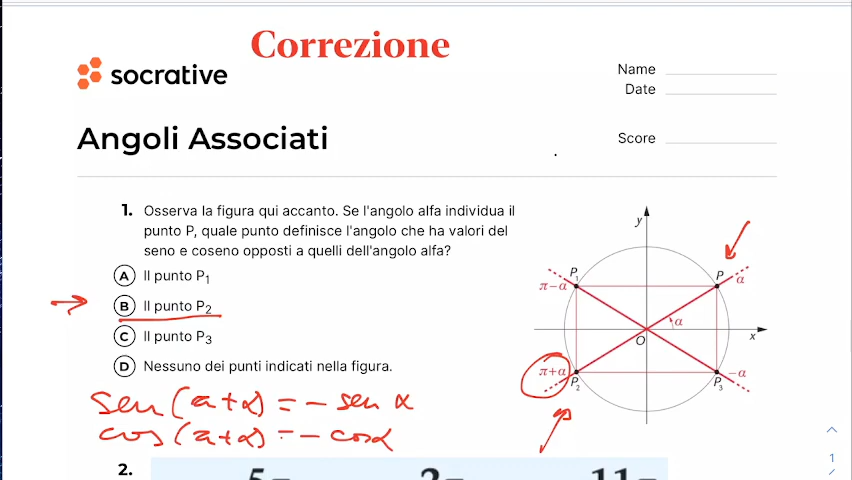 Correzione
socrative
Name
Date
Angoli Associati
Score
1. Osserva la figura qui accanto. Se l'angolo alfa individua il
punto P, quale punto definisce l'angolo che ha valori del
seno e coseno opposti a quelli dell'angolo alfa?
A Il punto P1
B Il punto P2
C Il punto P3
D Nessuno dei punti indicati nella figura.
y
P1
P
π−α
α
α
O
x
π+α
−α
P2
P3
sen (π+α) = − sen α
cos (π+α) = − cos α
2.
1